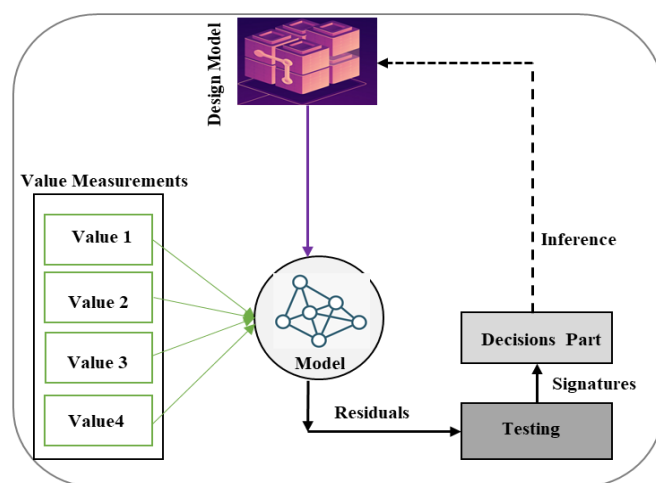 Design Model
Value Measurements
Value 1
Value 2
Value 3
Value4
Model
Inference
Decisions Part
Signatures
Residuals
Testing